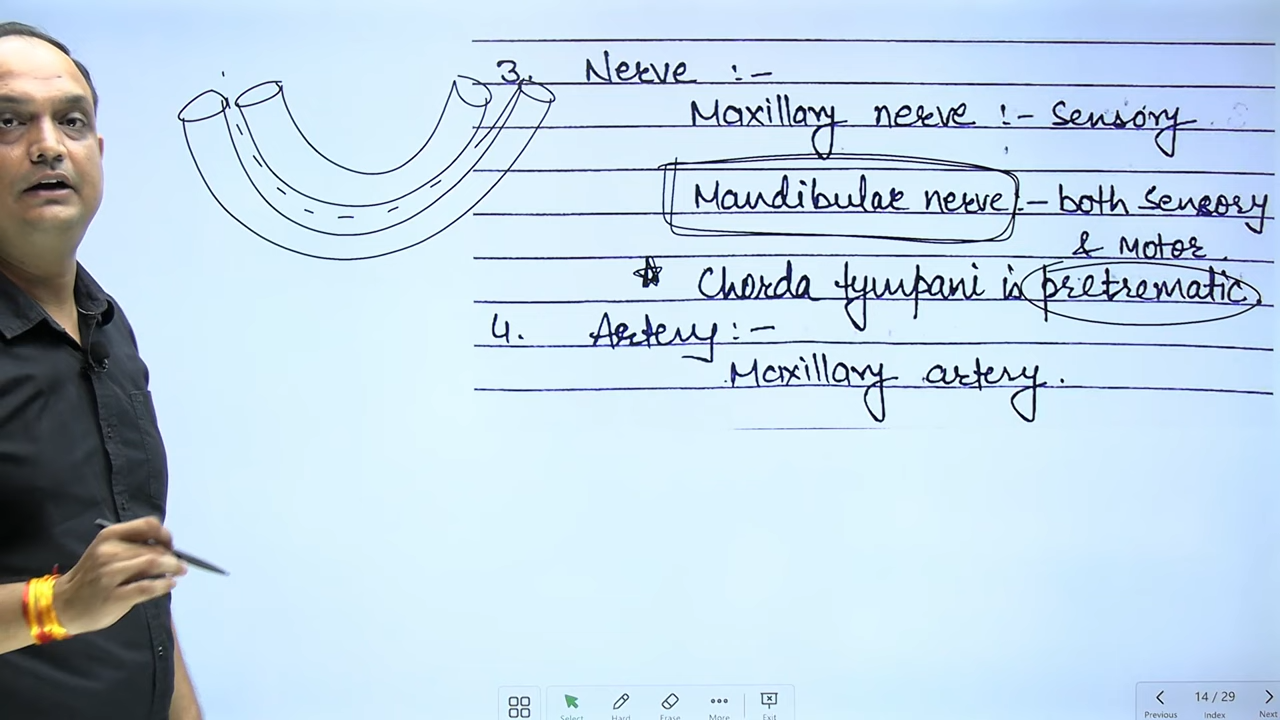 3. Nerve :-
Maxillary nerve :- Sensory
Mandibular nerve :- both Sensory
& Motor.
☆ Chorda tympani is pretrematic
4. Artery :-
Maxillary artery.
Select
Hard
Erase
More
Exit
14 / 29
Previous Index Next